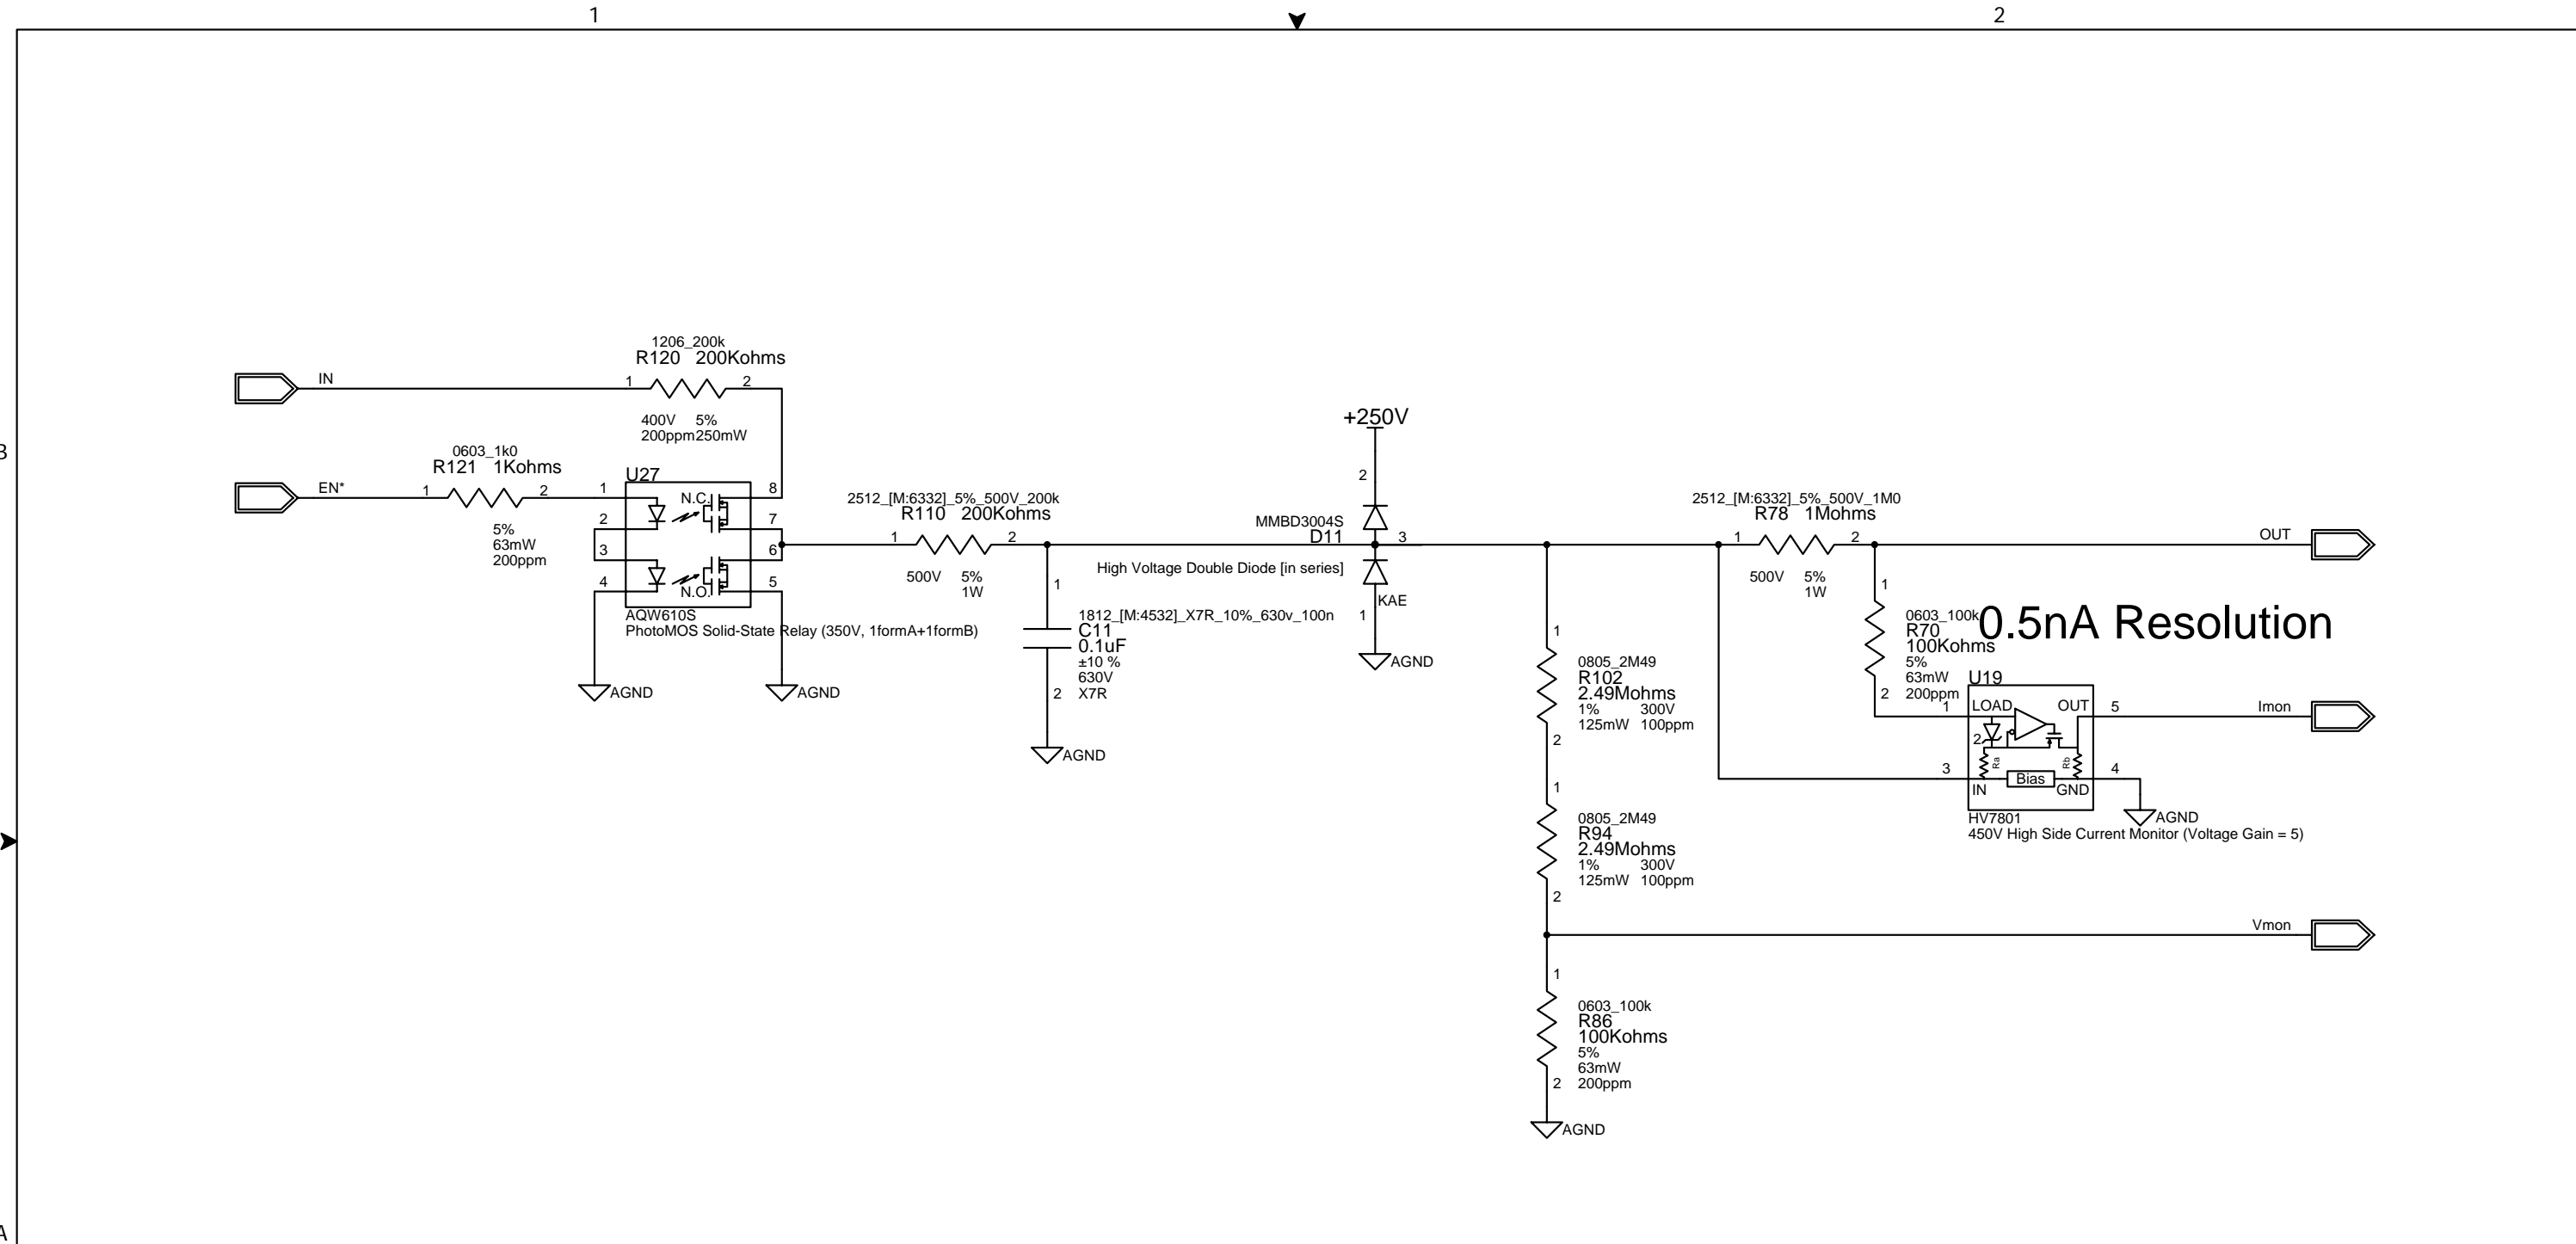 1
2
B
A
1206_200k
R120 200Kohms
IN
1
2
400V 5%
200ppm250mW
0603_1k0
R121 1Kohms
EN*
1
2
5%
63mW
200ppm
U27
1
2
3
4
N.C.
N.O.
8
7
6
5
AQW610S
PhotoMOS Solid-State Relay (350V, 1formA+1formB)
AGND
AGND
2512_[M:6332]_5%_500V_200k
R110 200Kohms
1
2
500V 5%
1W
1
1812_[M:4532]_X7R_10%_630v_100n
C11
0.1uF
±10 %
630V
2
X7R
AGND
+250V
2
MMBD3004S
D11
3
High Voltage Double Diode [in series]
1
KAE
AGND
1
0805_2M49
R102
2.49Mohms
1% 300V
125mW 100ppm
2
1
0805_2M49
R94
2.49Mohms
1% 300V
125mW 100ppm
2
Vmon
1
0603_100k
R86
100Kohms
5%
63mW
2
200ppm
AGND
2512_[M:6332]_5%_500V_1M0
R78 1Mohms
1
2
500V 5%
1W
OUT
1
0603_100k
R70
100Kohms
5%
63mW
2
200ppm
0.5nA Resolution
U19
1
LOAD
OUT
5
Imon
2
Ra
Rb
3
Bias
4
IN
GND
AGND
HV7801
450V High Side Current Monitor (Voltage Gain = 5)